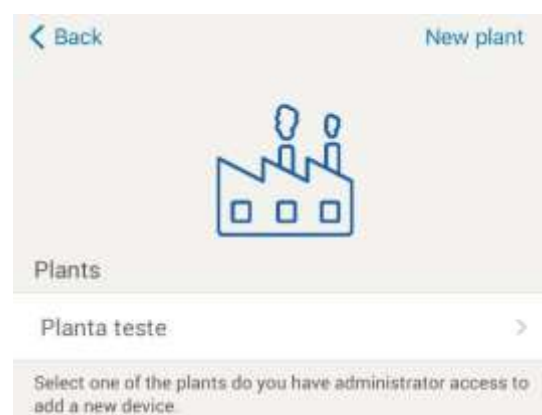 Back
New plant
Plants
Planta teste
Select one of the plants do you have administrator access to
add a new device.